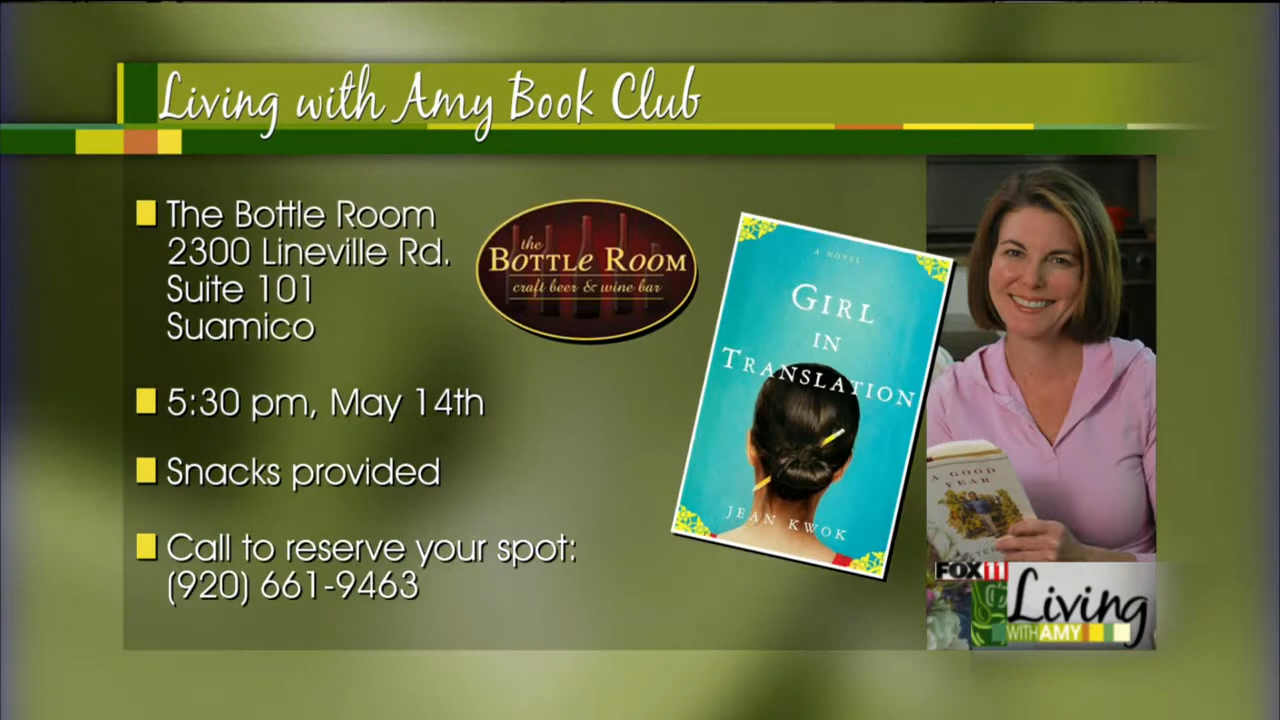 Living with Amy Book Club
The Bottle Room
2300 Lineville Rd.
Suite 101
Suamico
5:30 pm, May 14th
Snacks provided
Call to reserve your spot:
(920) 661-9463
the
BOTTLE ROOM
craft beer & wine bar
A NOVEL
GIRL
IN
TRANSLATION
JEAN KWOK
A GOOD
YEAR
FOX 11
Living
WITH AMY